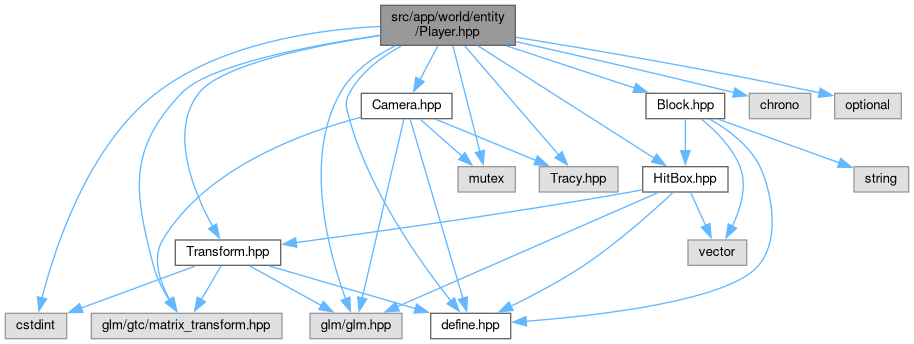 src/app/world/entity
/Player.hpp
Camera.hpp
Block.hpp
chrono
optional
mutex
Tracy.hpp
HitBox.hpp
string
Transform.hpp
vector
cstdint
glm/gtc/matrix_transform.hpp
glm/glm.hpp
define.hpp